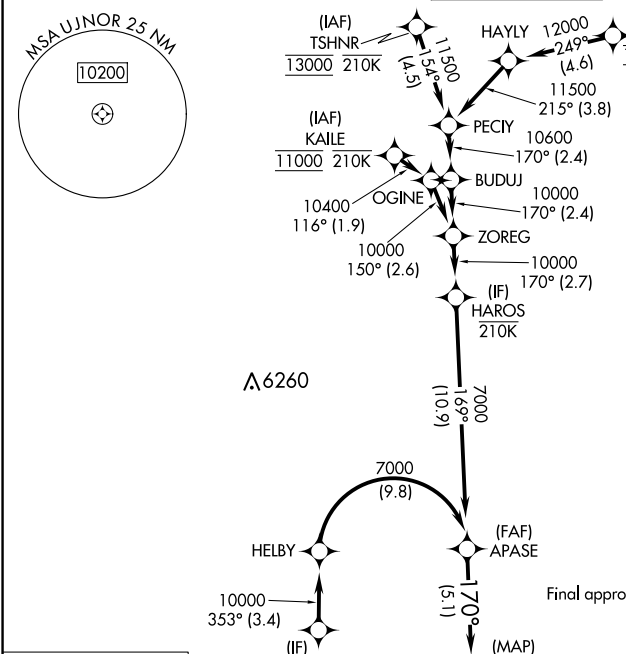 MSA UJNOR 25 NM
10200
(IAF)
TSHNR
13000 210K
11500
154°
(4.5)
HAYLY
12000
249°
(4.6)
11500
215° (3.8)
PECIY
10600
170° (2.4)
(IAF)
KAILE
11000 210K
OGINE
BUDUJ
10400
116° (1.9)
10000
170° (2.4)
10000
150° (2.6)
ZOREG
10000
170° (2.7)
(IF)
HAROS
210K
6260
7000
169°
(10.9)
7000
(9.8)
HELBY
(FAF)
APASE
10000
353° (3.4)
170°
(5.1)
Final appro
(IF)
(MAP)